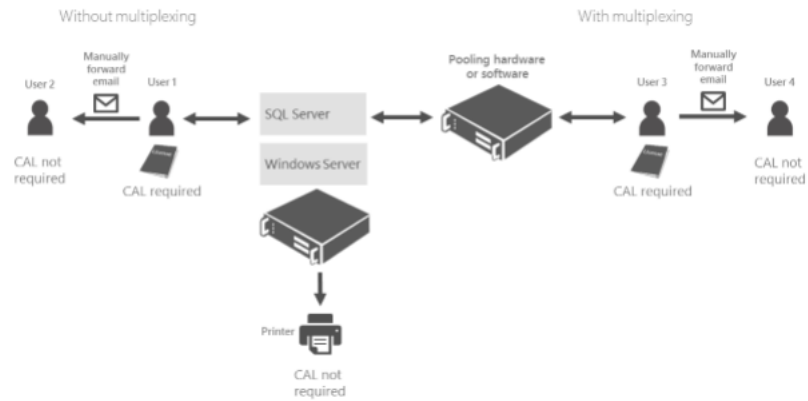 Without multiplexing
With multiplexing
User 2
Manually
forward
email
User 1
CAL not
required
CAL required
SQL Server
Windows Server
Printer
CAL not
required
Pooling hardware
or software
User 3
Manually
forward
email
User 4
CAL required
CAL not
required